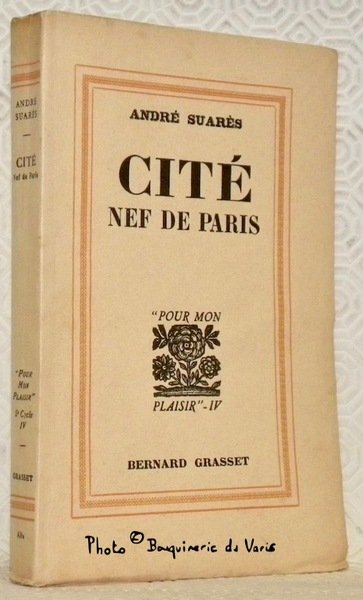 ANDRÉ
SUARÈS
CITÉ
Nef de Paris
"POUR
MON
PLAISIR"
IV
GRASSET
ANDRÉ SUARÈS
CITÉ
NEF DE PARIS
"POUR MON
PLAISIR"-IV
BERNARD GRASSET
Photo © Bouquinerie du Varis